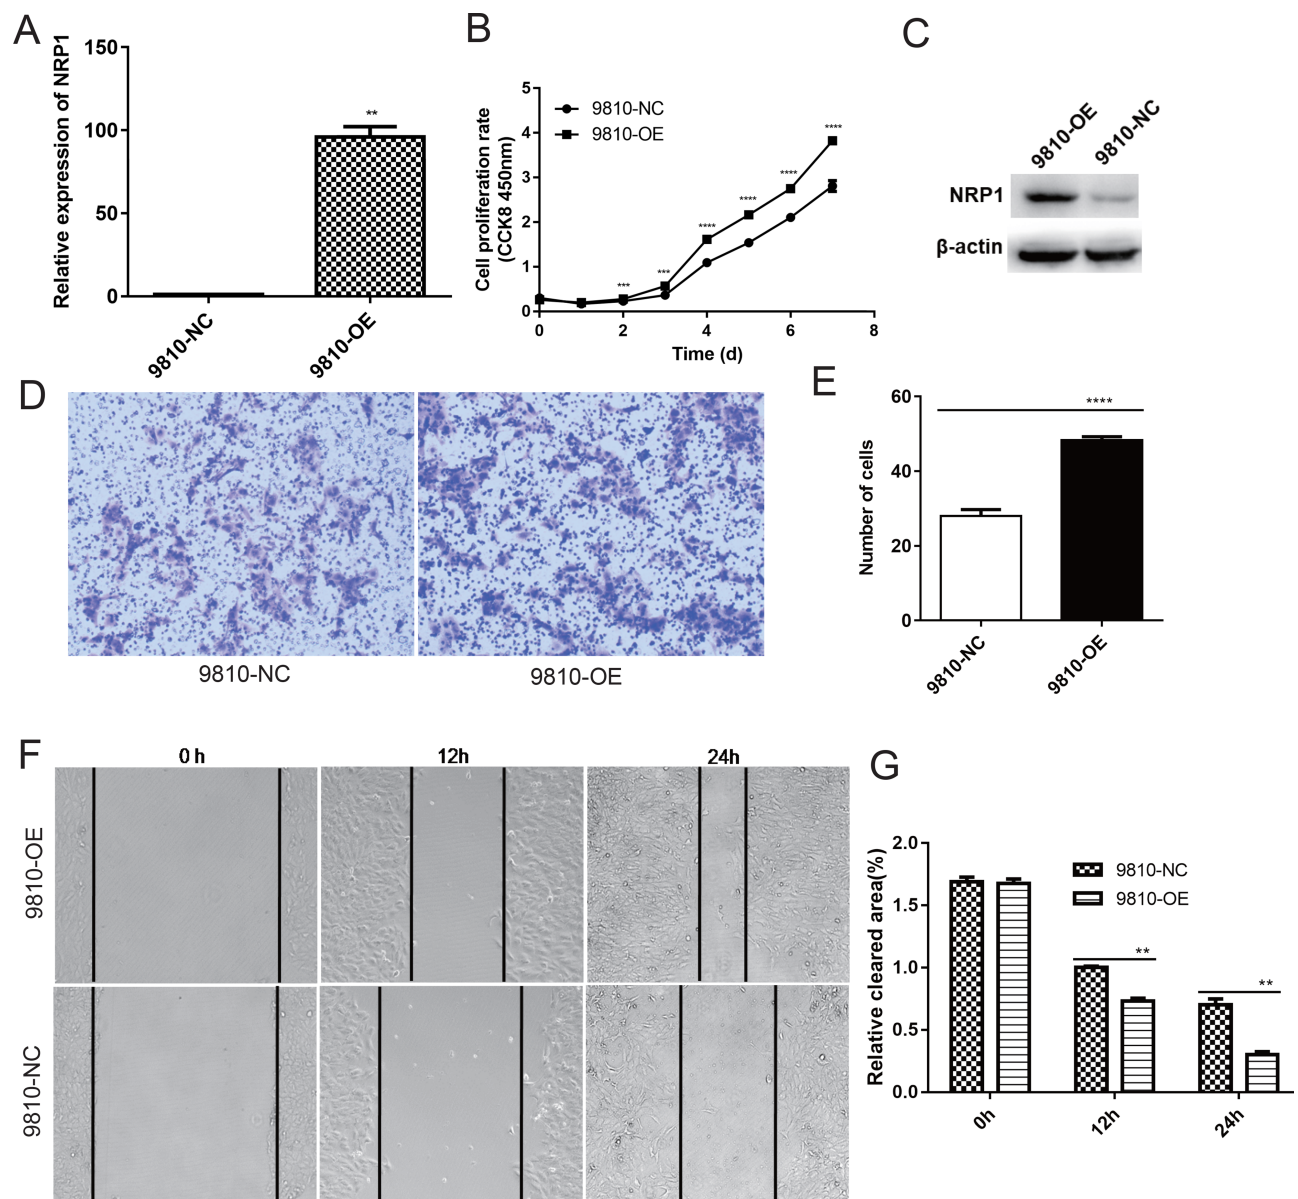 A
Relative expression of NRP1
150
100
50
0
**
9810-NC
9810-OE
B
Cell proliferation rate
(CCK8 450nm)
5
4
3
2
1
0
9810-NC
9810-OE
***
***
****
****
****
****
0
2
4
6
8
Time (d)
C
9810-OE
9810-NC
NRP1
β-actin
D
9810-NC
9810-OE
E
Number of cells
60
40
20
0
****
9810-NC
9810-OE
F
0 h
12h
24h
9810-OE
9810-NC
G
Relative cleared area(%)
2.0
1.5
1.0
0.5
0.0
9810-NC
9810-OE
**
**
0h
12h
24h